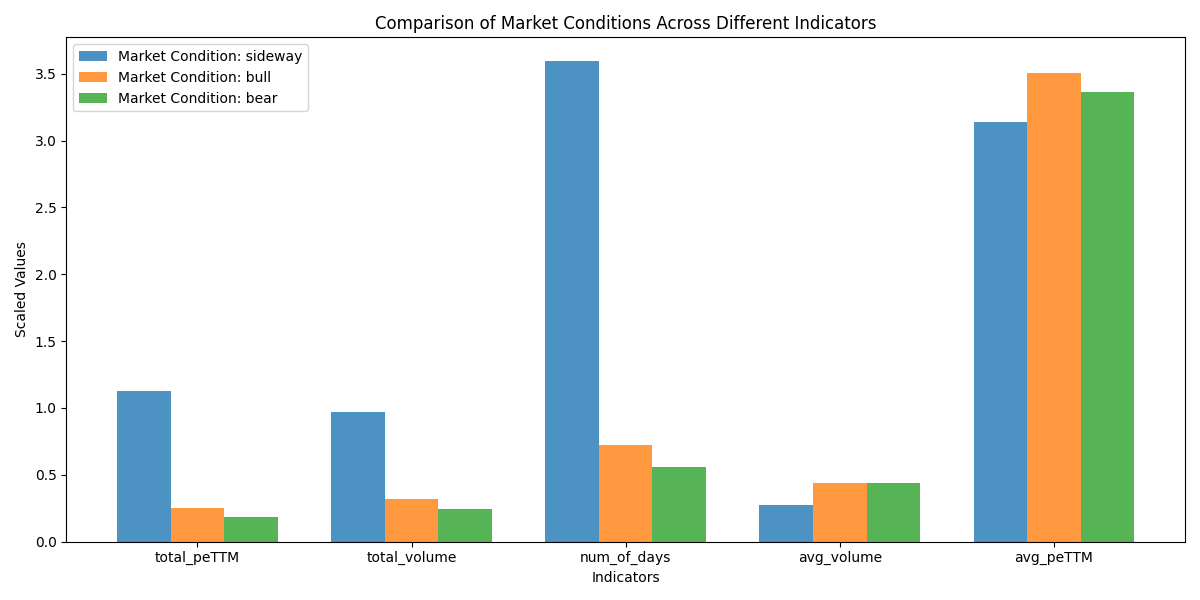 Comparison of Market Conditions Across Different Indicators
Market Condition: sideway
Market Condition: bull
Market Condition: bear
Scaled Values
3.5
3.0
2.5
2.0
1.5
1.0
0.5
0.0
total_peTTM
total_volume
num_of_days
avg_volume
avg_peTTM
Indicators